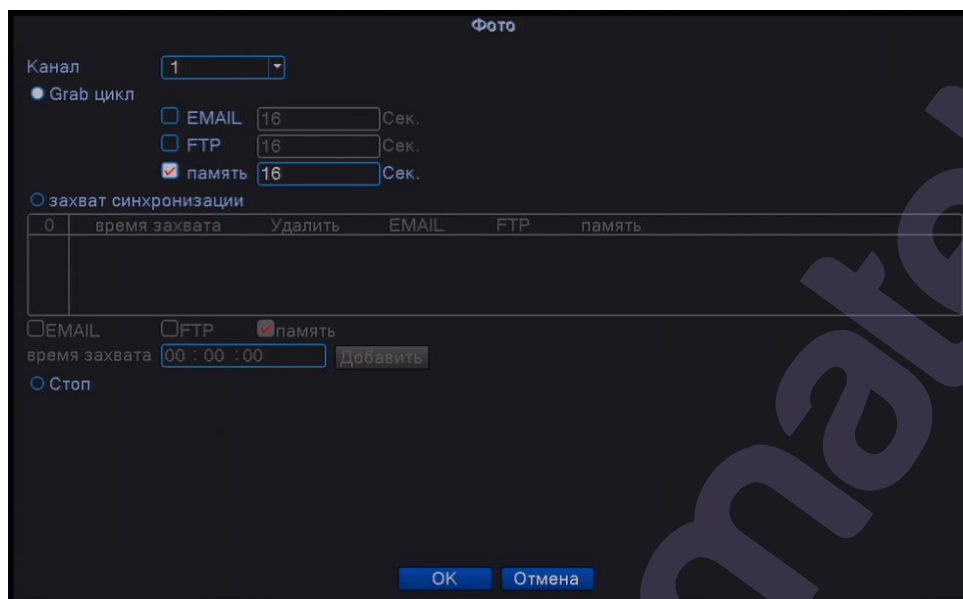 Фото
Канал 1
Grab цикл
EMAIL 16 Сек.
FTP 16 Сек.
память 16 Сек.
захват синхронизации
0 время захвата Удалить EMAIL FTP память
EMAIL FTP память
время захвата 00 : 00 : 00 Добавить
Стоп
OK Отмена